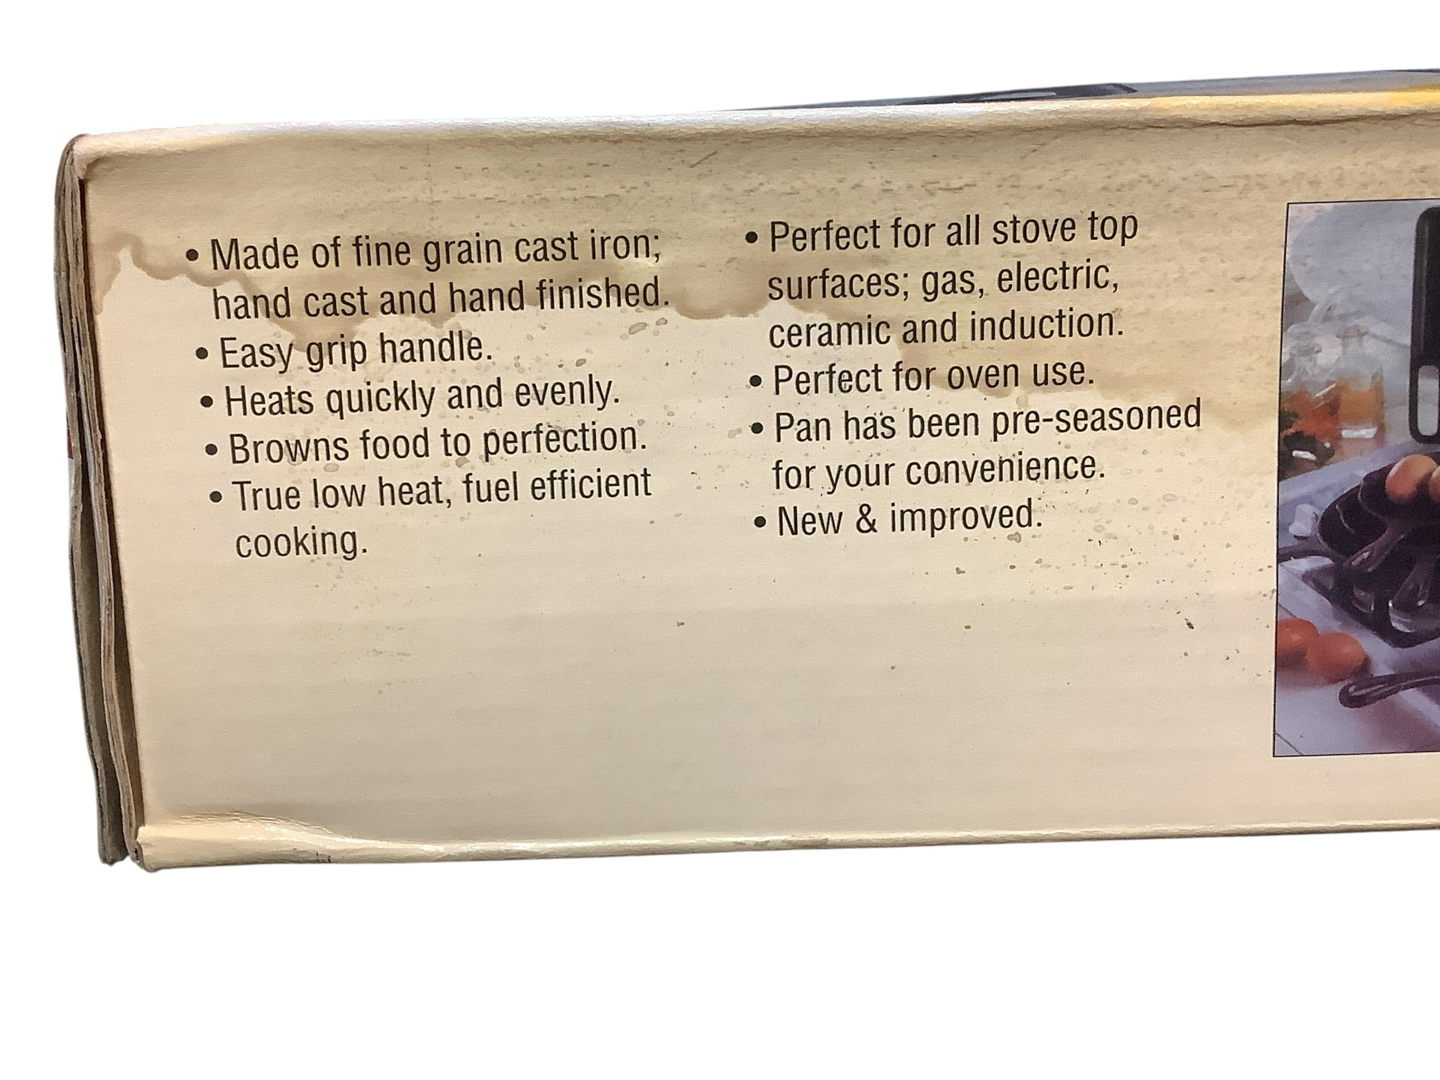 • Made of fine grain cast iron;
hand cast and hand finished.
• Easy grip handle.
• Heats quickly and evenly.
• Browns food to perfection.
• True low heat, fuel efficient
cooking.
• Perfect for all stove top
surfaces; gas, electric,
ceramic and induction.
• Perfect for oven use.
• Pan has been pre-seasoned
for your convenience.
• New & improved.